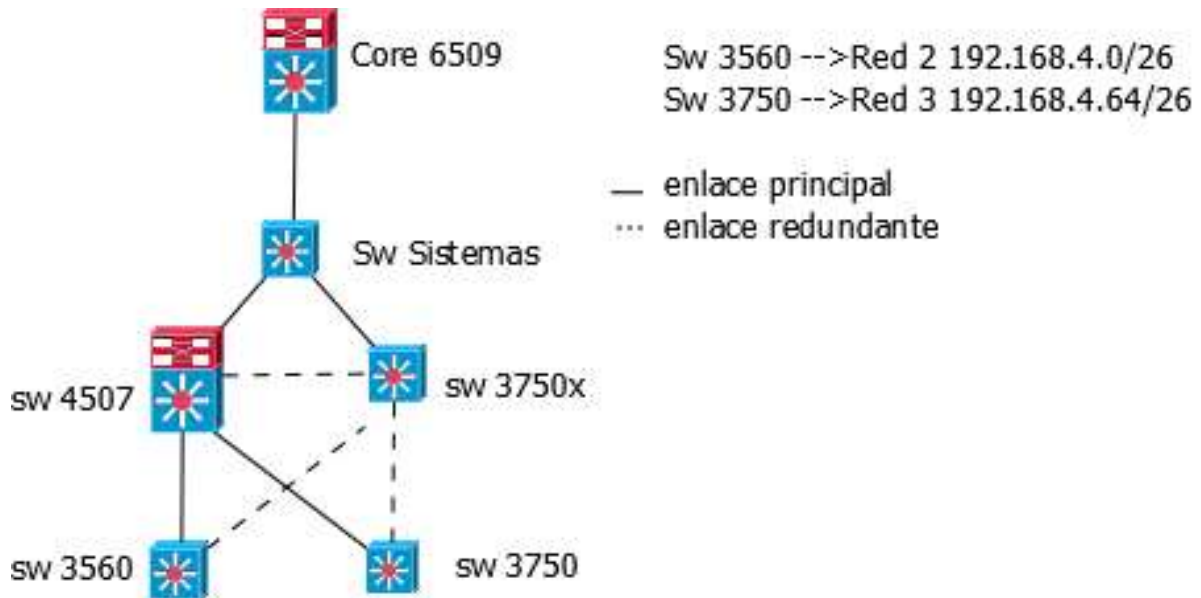 Core 6509
Sw 3560 -->Red 2 192.168.4.0/26
Sw 3750 -->Red 3 192.168.4.64/26
enlace principal
enlace redundante
Sw Sistemas
sw 4507
sw 3750x
sw 3560
sw 3750